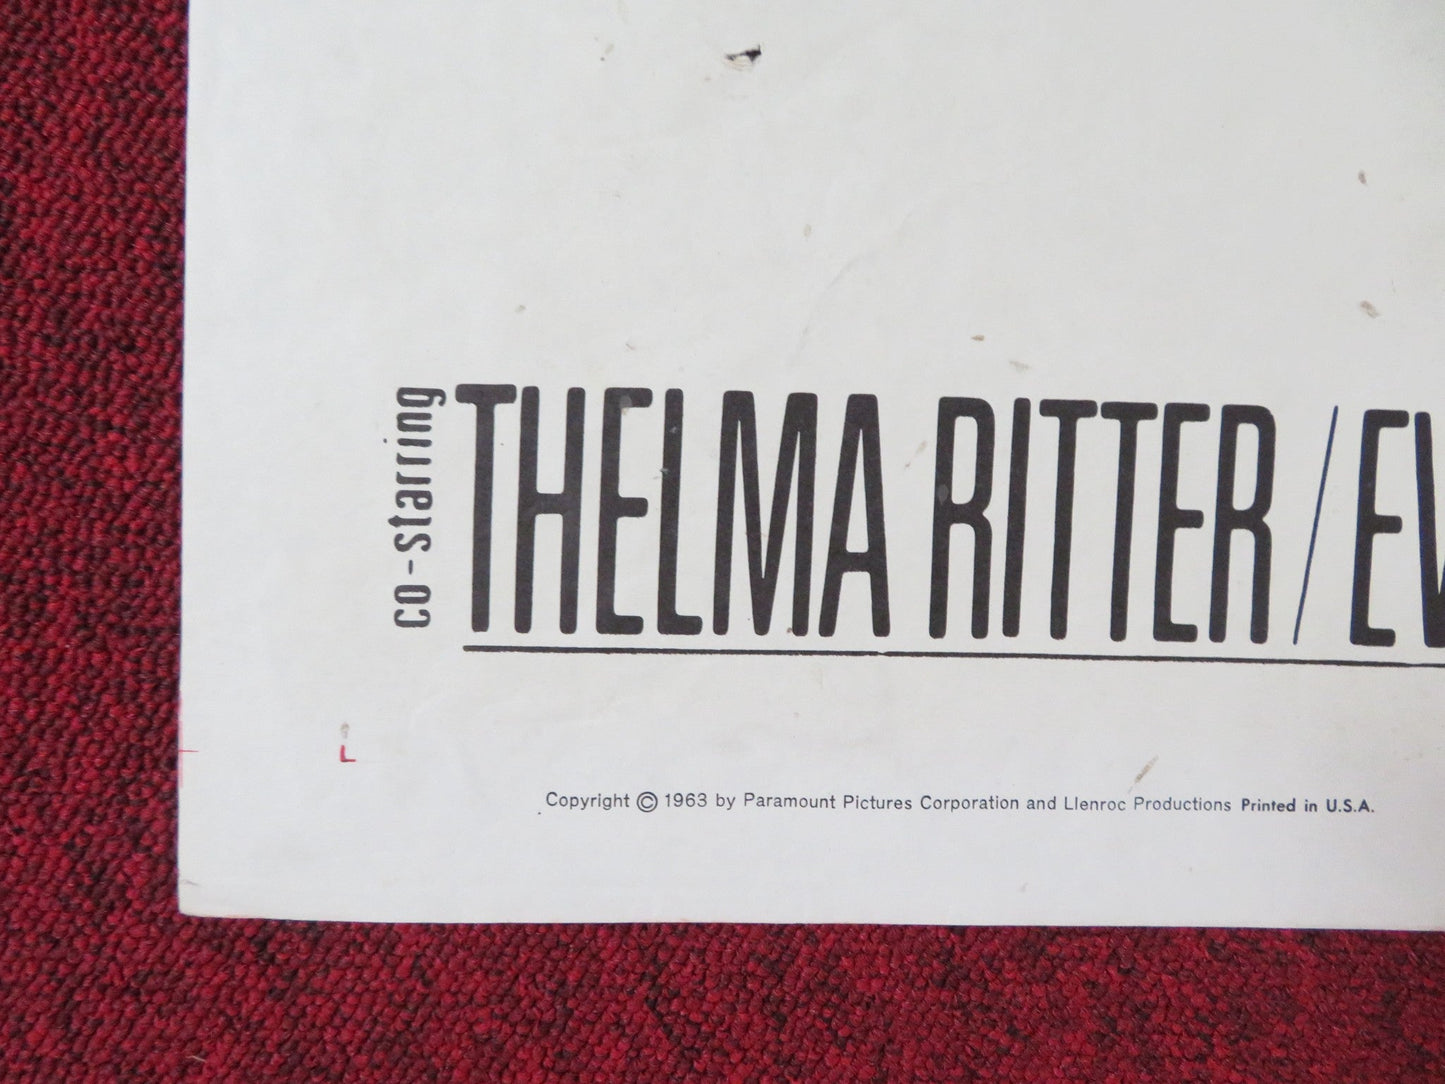 co-starring
THELMA RITTER / EV
Copyright © 1963 by Paramount Pictures Corporation and Llenroc Productions Printed in U.S.A.